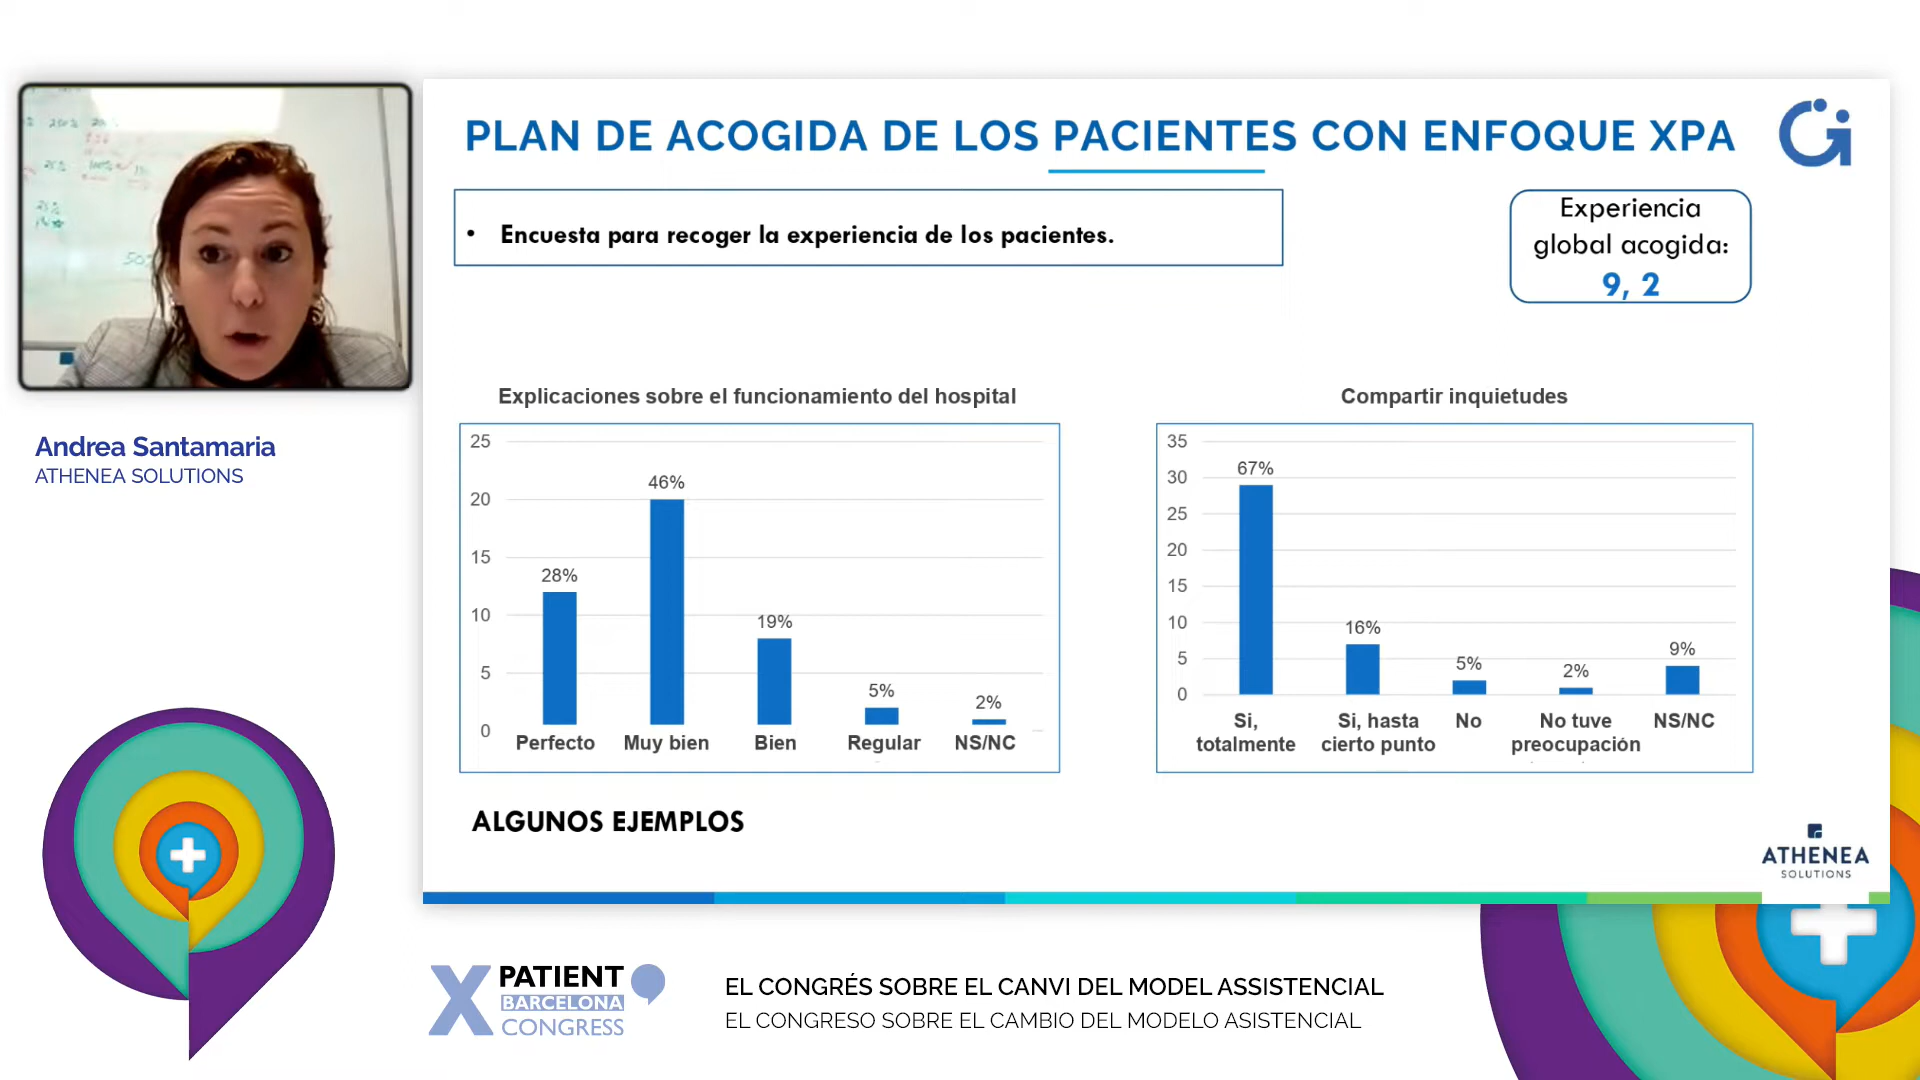 PLAN DE ACOGIDA DE LOS PACIENTES CON ENFOQUE XPA
• Encuesta para recoger la experiencia de los pacientes.
Experiencia
global acogida:
9, 2
Andrea Santamaria
ATHENEA SOLUTIONS
Explicaciones sobre el funcionamiento del hospital
25
20
15
10
5
0
28%
46%
19%
5%
2%
Perfecto Muy bien Bien Regular NS/NC
Compartir inquietudes
35
30
25
20
15
10
5
0
67%
16%
5%
2%
9%
Si,
totalmente
Si, hasta
cierto punto
No
No tuve
preocupación
NS/NC
ALGUNOS EJEMPLOS
ATHENEA
SOLUTIONS
X PATIENT
BARCELONA
CONGRESS
EL CONGRÉS SOBRE EL CANVI DEL MODEL ASSISTENCIAL
EL CONGRESO SOBRE EL CAMBIO DEL MODELO ASISTENCIAL